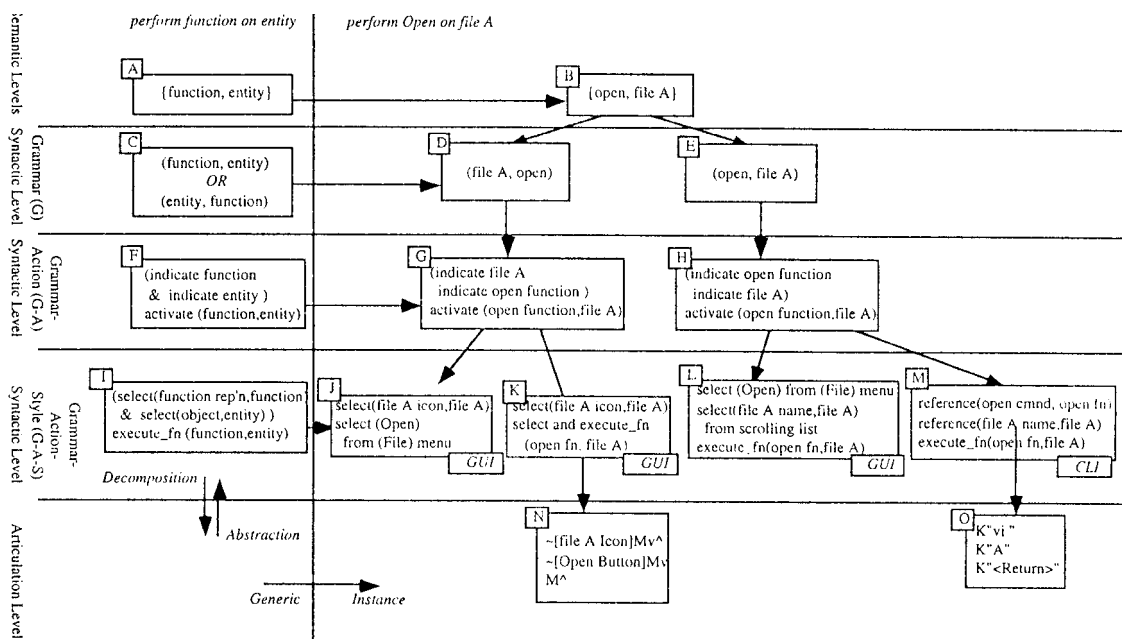 perform function on entity
perform Open on file A
emantic Levels
A
{function, entity}
B
{open, file A}
Grammar (G)
Syntactic Level
C
(function, entity)
OR
(entity, function)
D
(file A, open)
E
(open, file A)
Grammar-
Action (G-A)
Syntactic Level
F
(indicate function
& indicate entity )
activate (function,entity)
G
(indicate file A
indicate open function )
activate (open function,file A)
H
(indicate open function
indicate file A)
activate (open function,file A)
Grammar-
Action-
Style (G-A-S)
Syntactic Level
I
(select(function rep'n,function
& select(object,entity) )
execute_fn (function,entity)
J
select(file A icon,file A)
select (Open)
from (File) menu
GUI
K
select(file A icon,file A)
select and execute_fn
(open fn, file A)
GUI
L
select (Open) from (File) menu
select(file A name,file A)
from scrolling list
execute_fn(open fn,file A)
GUI
M
reference(open cmd, open fn)
reference(file A name,file A)
execute_fn(open fn,file A)
CLI
Decomposition
Abstraction
Articulation Level
N
~[file A Icon]Mv^
~[Open Button]Mv
M^
O
K"vi "
K"A"
K"<Return>"
Generic
Instance